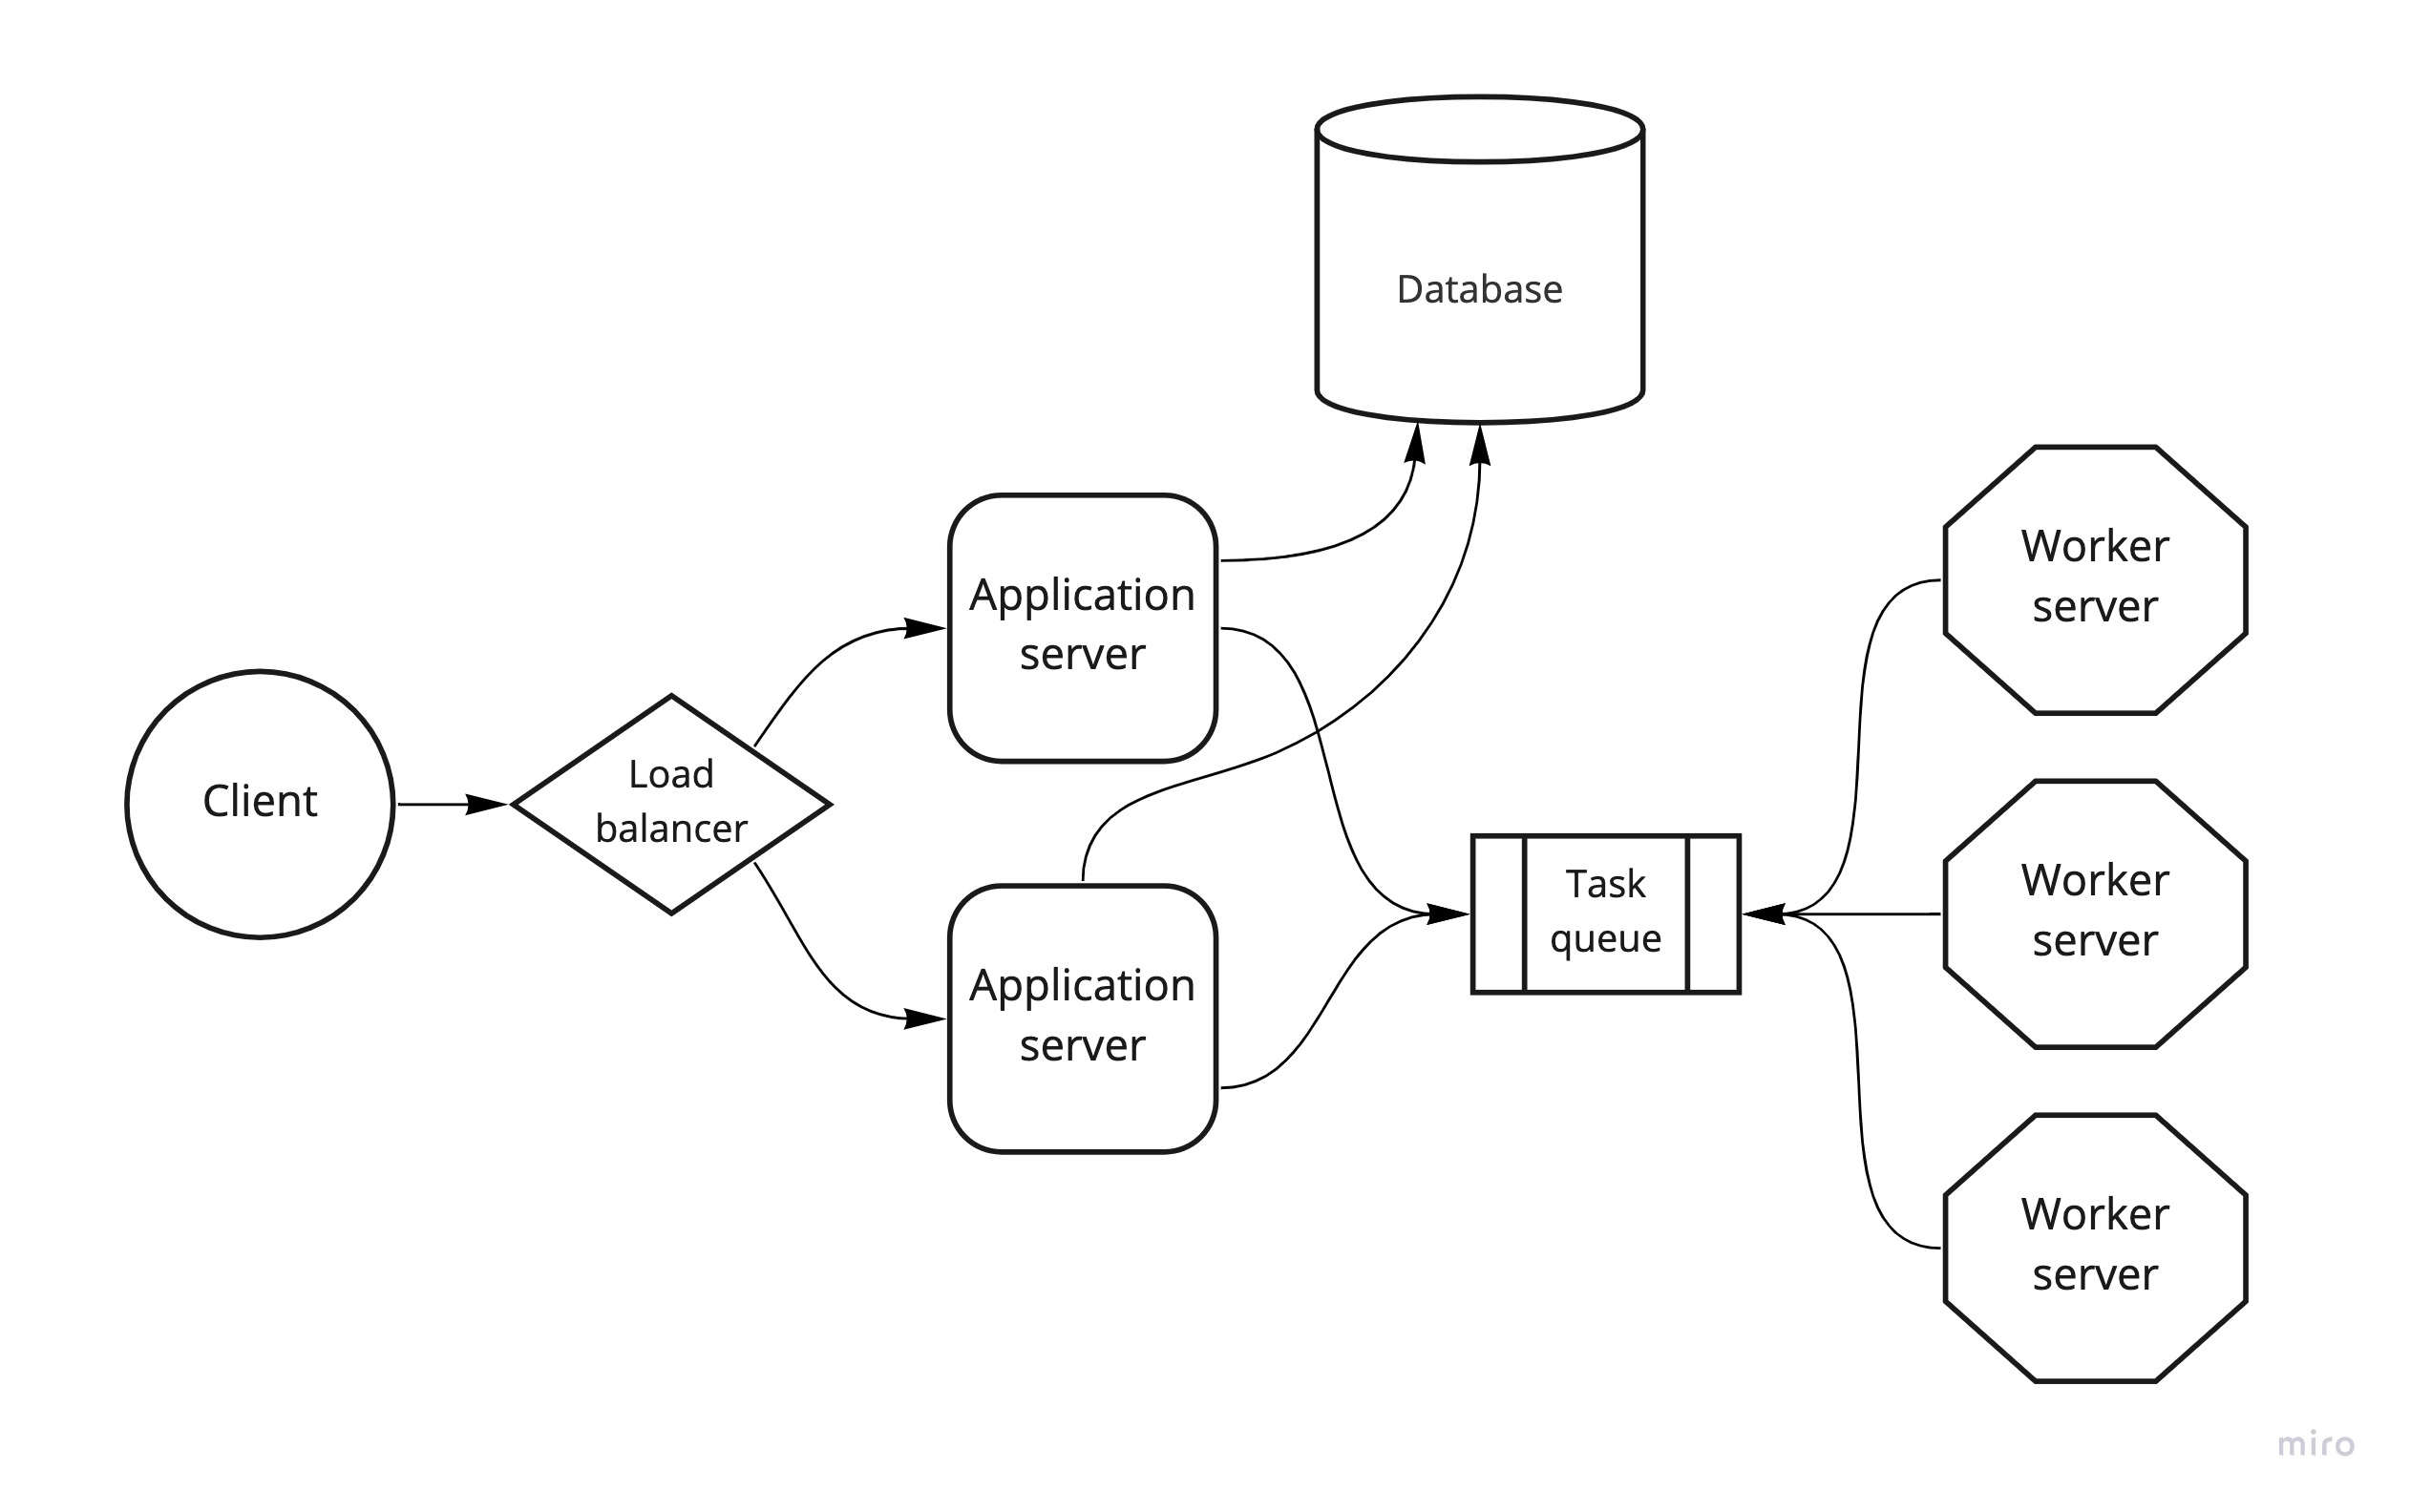 Database
Worker
server
Application
server
Client
Load
balancer
Task
queue
Worker
server
Application
server
Worker
server
miro